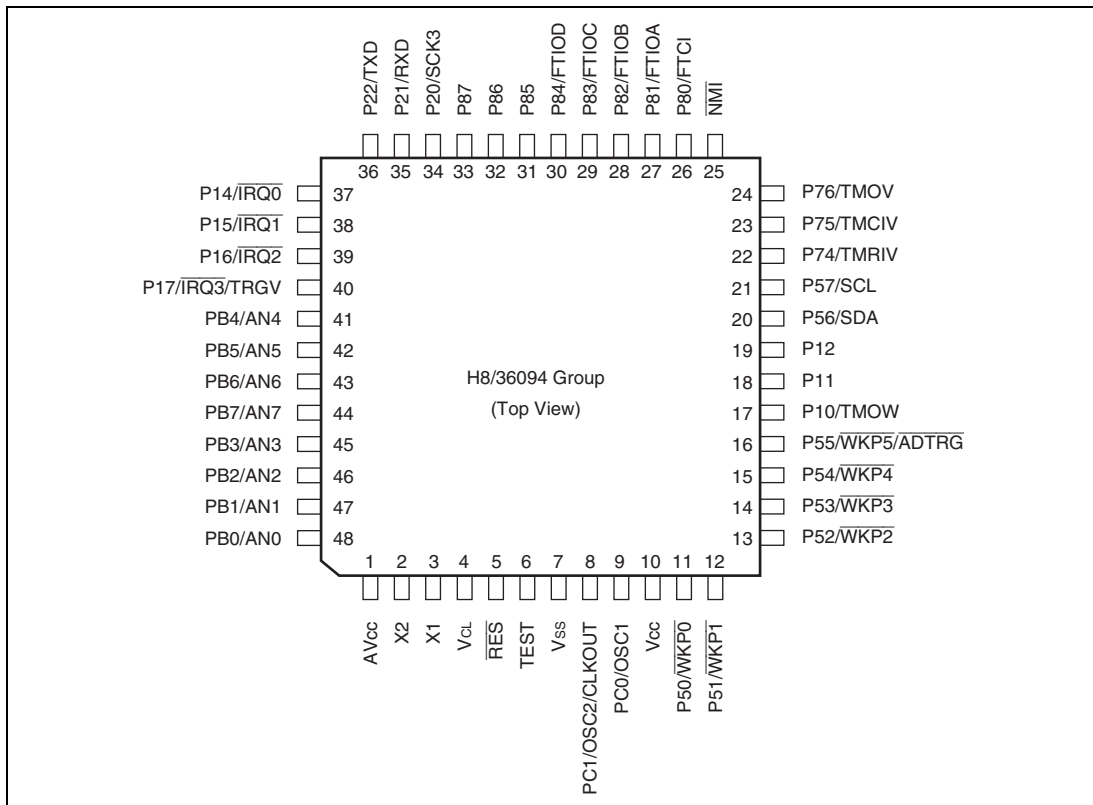 P22/TXD
P21/RXD
P20/SCK3
P87
P86
P85
P84/FTIOD
P83/FTIOC
P82/FTIOB
P81/FTIOA
P80/FTCI
NMI
36 35 34 33 32 31 30 29 28 27 26 25
P14/IRQ0 37
P15/IRQ1 38
P16/IRQ2 39
P17/IRQ3/TRGV 40
PB4/AN4 41
PB5/AN5 42
PB6/AN6 43
PB7/AN7 44
PB3/AN3 45
PB2/AN2 46
PB1/AN1 47
PB0/AN0 48
H8/36094 Group
(Top View)
24 P76/TMOV
23 P75/TMCIV
22 P74/TMRIV
21 P57/SCL
20 P56/SDA
19 P12
18 P11
17 P10/TMOW
16 P55/WKP5/ADTRG
15 P54/WKP4
14 P53/WKP3
13 P52/WKP2
1 2 3 4 5 6 7 8 9 10 11 12
AVcc
X2
X1
VCL
RES
TEST
Vss
PC1/OSC2/CLKOUT
PC0/OSC1
Vcc
P50/WKP0
P51/WKP1